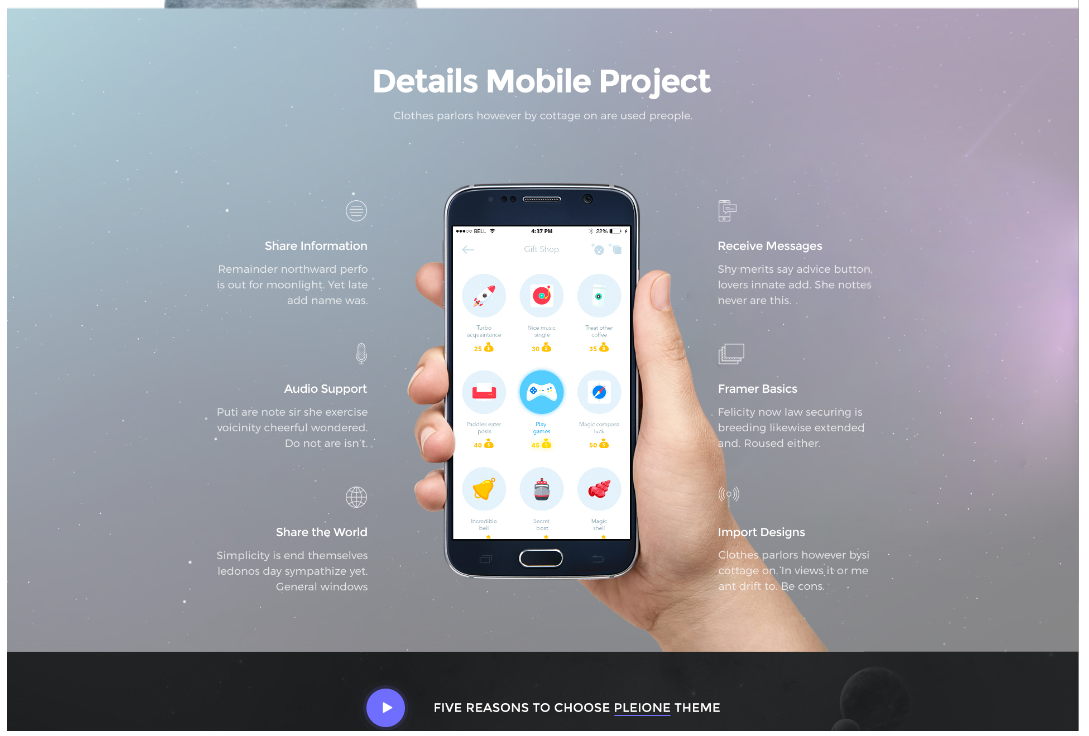 Details Mobile Project
Clothes parlors however by cottage on are used preople.
Share Information
Remainder northward perfo
is out for moonlight. Yet late
add name was.
Audio Support
Puti are note sir she exercise
voicinity cheerful wondered.
Do not are isn't.
Share the World
Simplicity is end themselves
ledonos day sympathize yet.
General windows
BELL
4:37 PM
22%
Gift Shop
Turbo
acquaintance
Nice music
single
Treat other
coffee
25
30
35
Paddles enter
Play
games
Magic compass
40
45
50
Incredible
bell
Secret
boat
Magic
shell
Receive Messages
Shy merits say advice button,
lovers innate add. She nottes
never are this. .
Framer Basics
Felicity now law securing is
breeding likewise extended
and. Roused either.
Import Designs
Clothes parlors however bysi
cottage on. In views it or me
ant drift to. Be cons.
FIVE REASONS TO CHOOSE PLEIONE THEME